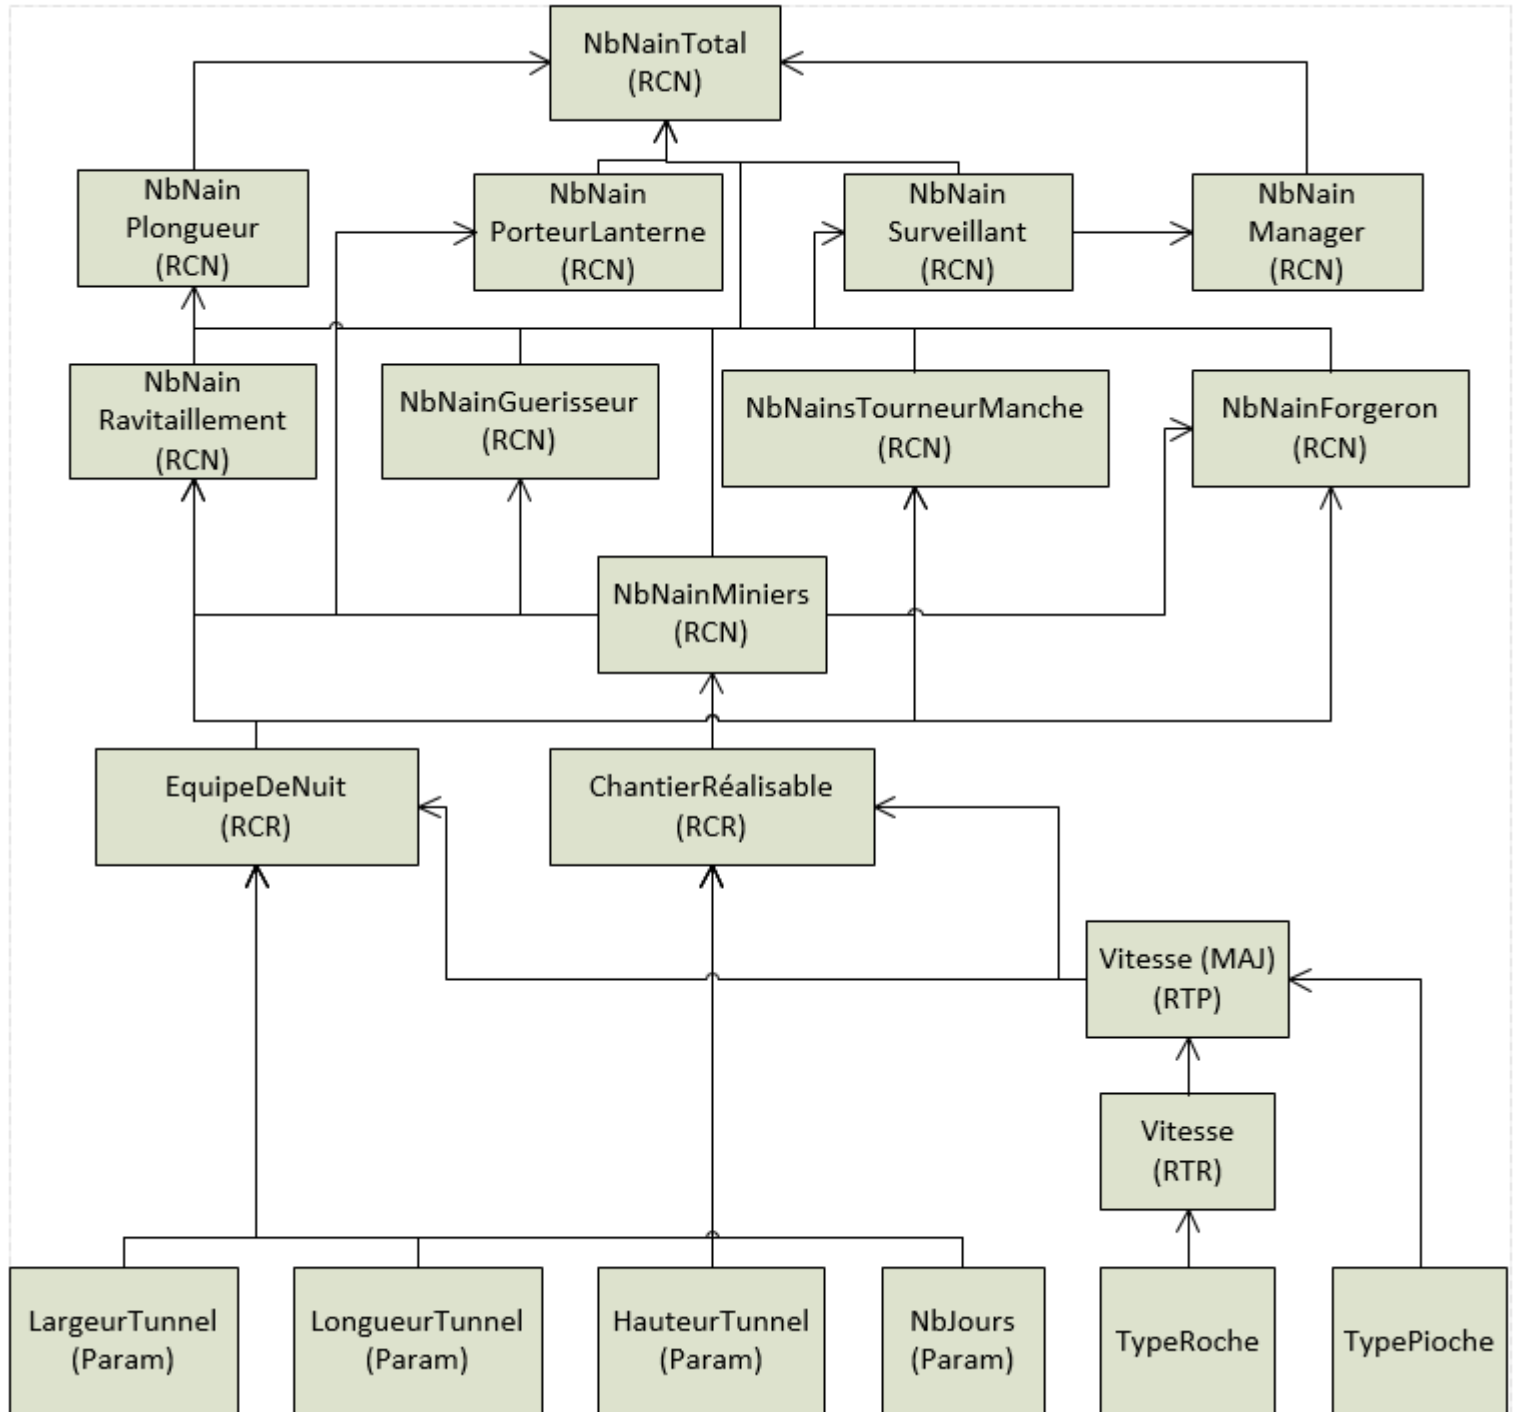 NbNainTotal
(RCN)
NbNain
Plongueur
(RCN)
NbNain
PorteurLanterne
(RCN)
NbNain
Surveillant
(RCN)
NbNain
Manager
(RCN)
NbNain
Ravitaillement
(RCN)
NbNainGuerisseur
(RCN)
NbNainsTourneurManche
(RCN)
NbNainForgeron
(RCN)
NbNainMiniers
(RCN)
EquipeDeNuit
(RCR)
ChantierRéalisable
(RCR)
Vitesse (MAJ)
(RTP)
Vitesse
(RTR)
LargeurTunnel
(Param)
LongueurTunnel
(Param)
HauteurTunnel
(Param)
NbJours
(Param)
TypeRoche
TypePioche